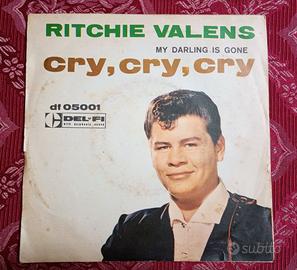 RITCHIE VALENS
MY DARLING IS GONE
cry, cry, cry
df 05001
DEL-FI
subito